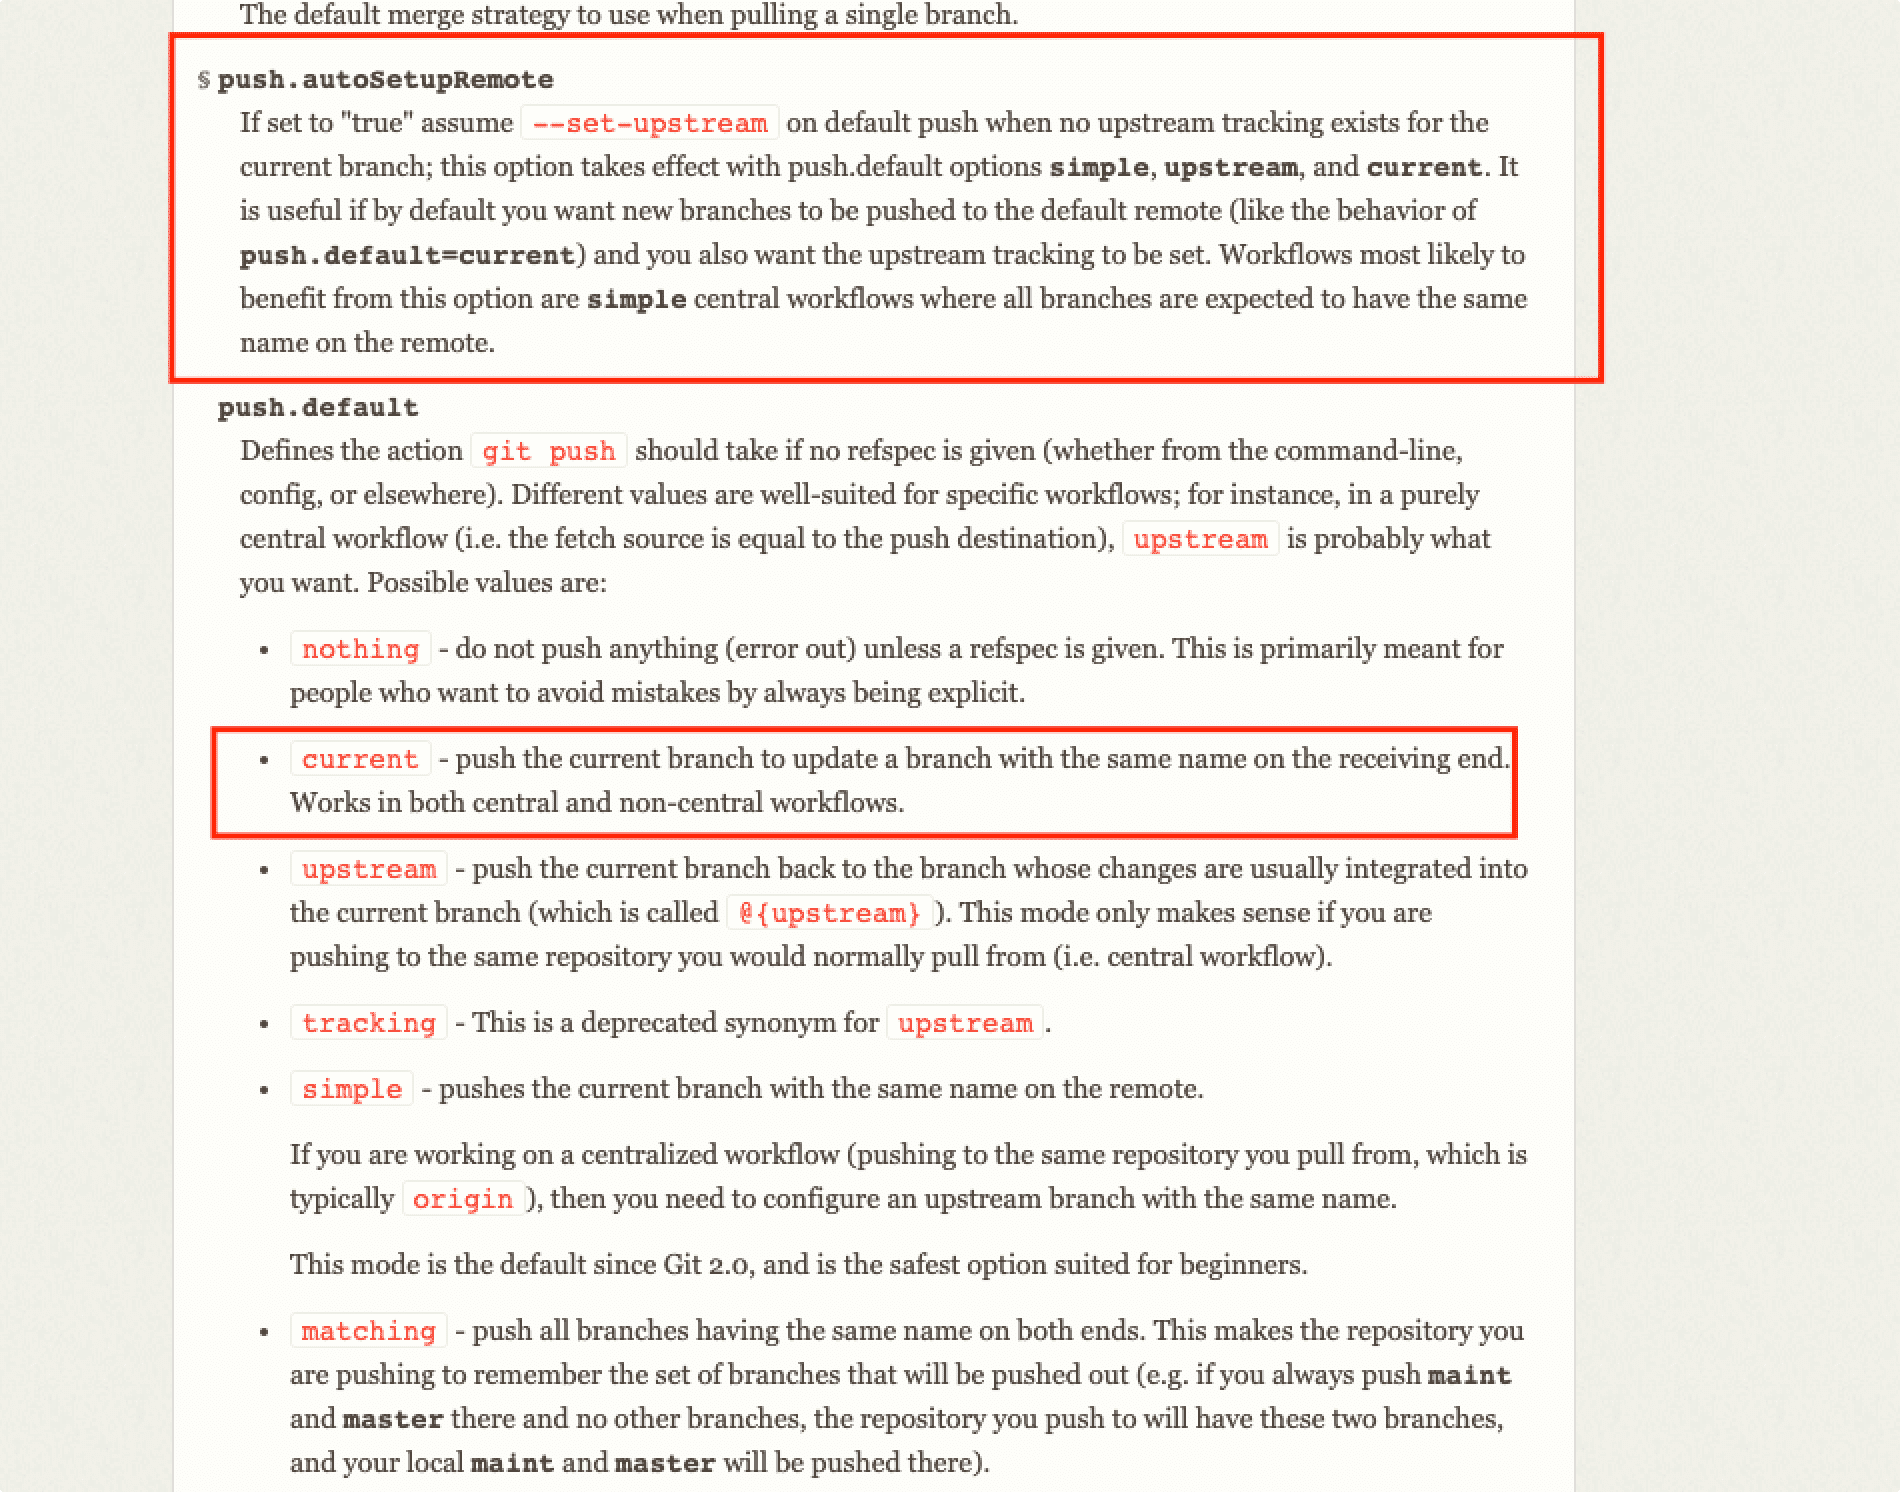 The default merge strategy to use when pulling a single branch.
§ push.autoSetupRemote
If set to "true" assume --set-upstream on default push when no upstream tracking exists for the
current branch; this option takes effect with push.default options simple, upstream, and current. It
is useful if by default you want new branches to be pushed to the default remote (like the behavior of
push.default=current) and you also want the upstream tracking to be set. Workflows most likely to
benefit from this option are simple central workflows where all branches are expected to have the same
name on the remote.
push.default
Defines the action git push should take if no refspec is given (whether from the command-line,
config, or elsewhere). Different values are well-suited for specific workflows; for instance, in a purely
central workflow (i.e. the fetch source is equal to the push destination), upstream is probably what
you want. Possible values are:
• nothing - do not push anything (error out) unless a refspec is given. This is primarily meant for
people who want to avoid mistakes by always being explicit.
• current - push the current branch to update a branch with the same name on the receiving end.
Works in both central and non-central workflows.
• upstream - push the current branch back to the branch whose changes are usually integrated into
the current branch (which is called @{upstream}). This mode only makes sense if you are
pushing to the same repository you would normally pull from (i.e. central workflow).
• tracking - This is a deprecated synonym for upstream.
• simple - pushes the current branch with the same name on the remote.
If you are working on a centralized workflow (pushing to the same repository you pull from, which is
typically origin), then you need to configure an upstream branch with the same name.
This mode is the default since Git 2.0, and is the safest option suited for beginners.
• matching - push all branches having the same name on both ends. This makes the repository you
are pushing to remember the set of branches that will be pushed out (e.g. if you always push maint
and master there and no other branches, the repository you push to will have these two branches,
and your local maint and master will be pushed there).